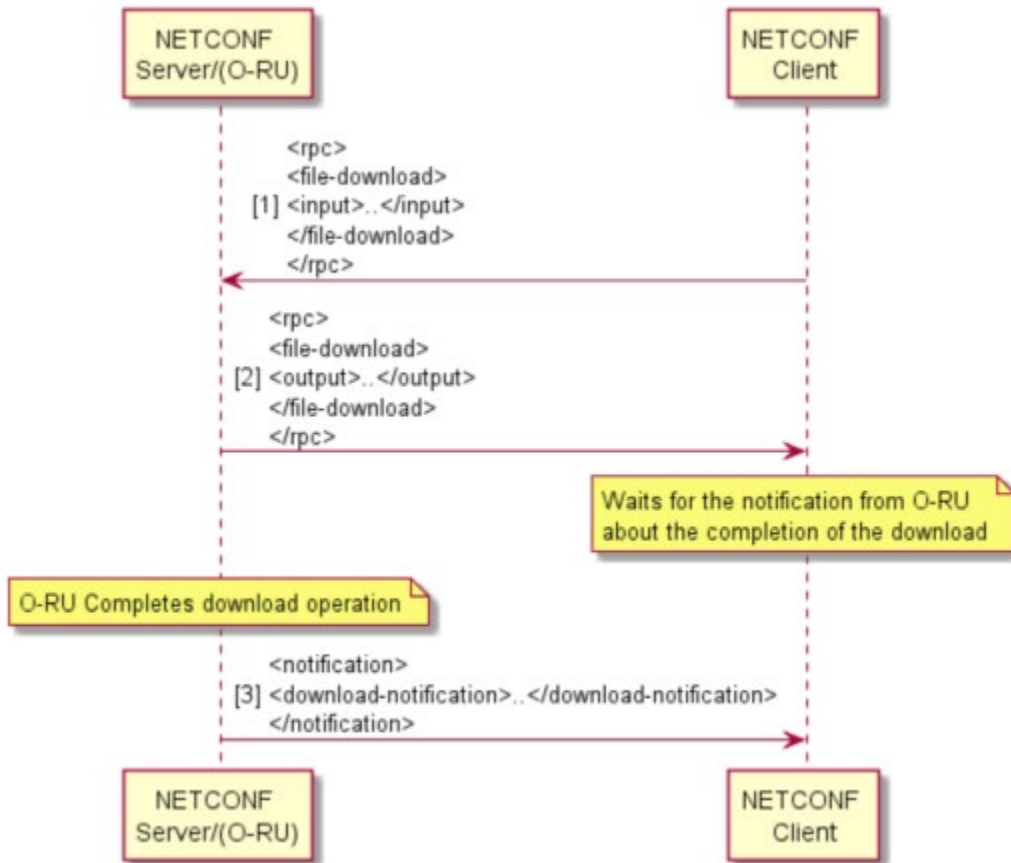 NETCONF
Server/(O-RU)
NETCONF
Client
<rpc>
<file-download>
[1] <input>..</input>
</file-download>
</rpc>
<rpc>
<file-download>
[2] <output>..</output>
</file-download>
</rpc>
Waits for the notification from O-RU
about the completion of the download
O-RU Completes download operation
<notification>
[3] <download-notification>..</download-notification>
</notification>
NETCONF
Server/(O-RU)
NETCONF
Client